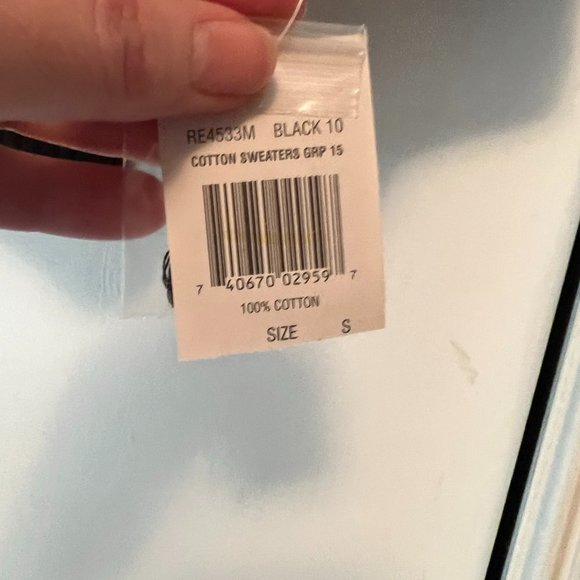 RE4533M BLACK 10
COTTON SWEATERS GRP 15
7 40670 02959 7
100% COTTON
SIZE S